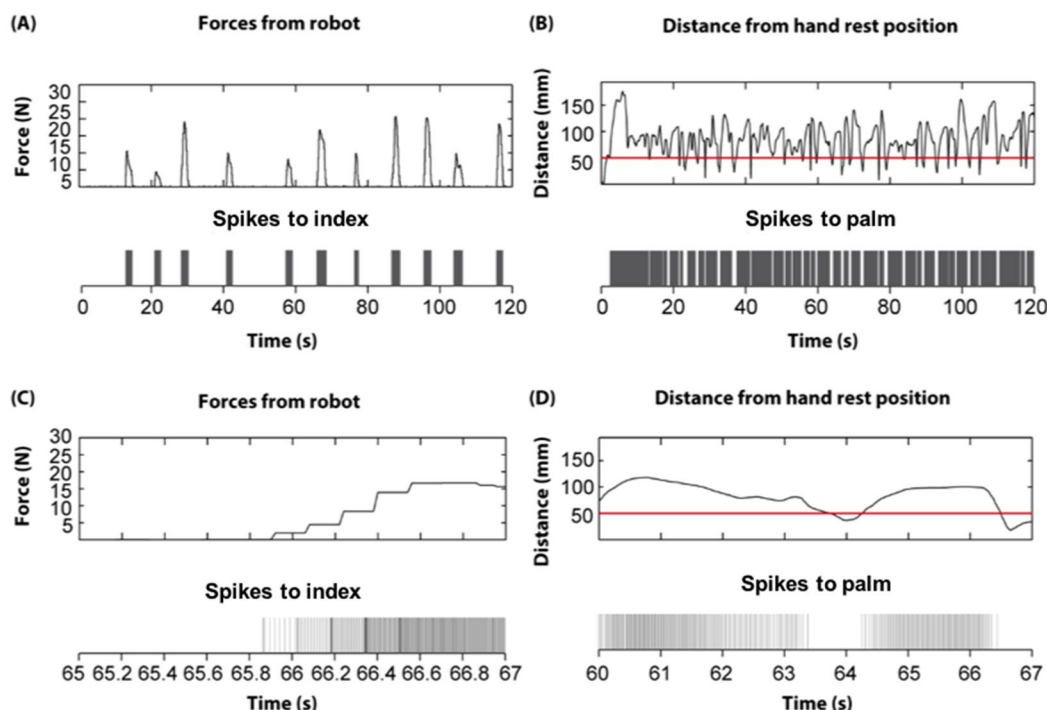 (A)
Forces from robot
Force (N)
30
25
20
15
10
5
Spikes to index
0 20 40 60 80 100 120
Time (s)
(B)
Distance from hand rest position
Distance (mm)
150
100
50
Spikes to palm
0 20 40 60 80 100 120
Time (s)
(C)
Forces from robot
Force (N)
30
25
20
15
10
5
Spikes to index
65 65.2 65.4 65.6 65.8 66 66.2 66.4 66.6 66.8 67
Time (s)
(D)
Distance from hand rest position
Distance (mm)
150
100
50
Spikes to palm
60 61 62 63 64 65 66 67
Time (s)